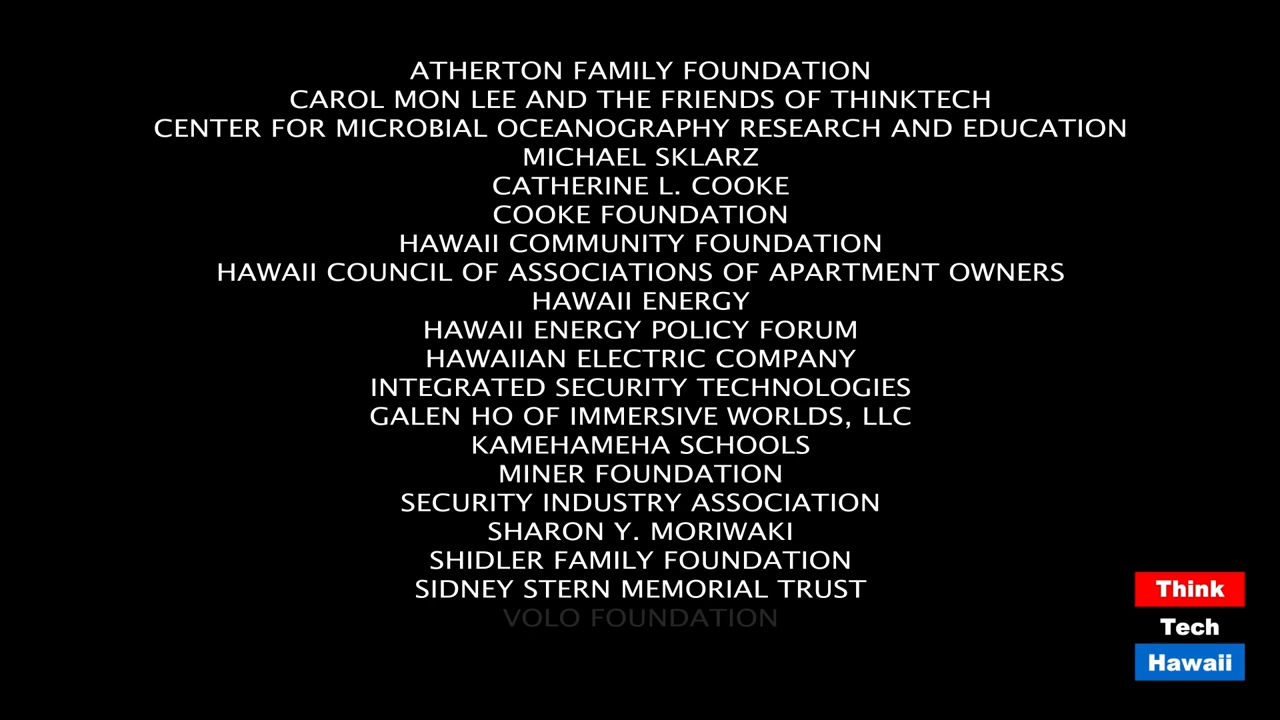 ATHERTON FAMILY FOUNDATION
CAROL MON LEE AND THE FRIENDS OF THINKTECH
CENTER FOR MICROBIAL OCEANOGRAPHY RESEARCH AND EDUCATION
MICHAEL SKLARZ
CATHERINE L. COOKE
COOKE FOUNDATION
HAWAII COMMUNITY FOUNDATION
HAWAII COUNCIL OF ASSOCIATIONS OF APARTMENT OWNERS
HAWAII ENERGY
HAWAII ENERGY POLICY FORUM
HAWAIIAN ELECTRIC COMPANY
INTEGRATED SECURITY TECHNOLOGIES
GALEN HO OF IMMERSIVE WORLDS, LLC
KAMEHAMEHA SCHOOLS
MINER FOUNDATION
SECURITY INDUSTRY ASSOCIATION
SHARON Y. MORIWAKI
SHIDLER FAMILY FOUNDATION
SIDNEY STERN MEMORIAL TRUST
VOLO FOUNDATION
Think
Tech
Hawaii